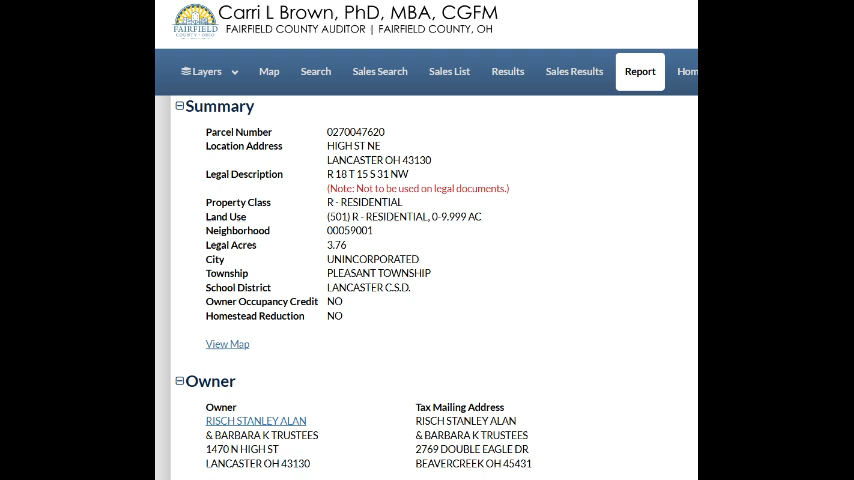 Carri L Brown, PhD, MBA, CGFM
FAIRFIELD COUNTY AUDITOR | FAIRFIELD COUNTY, OH
FAIRFIELD
COUNTY OHIO
Layers Map Search Sales Search Sales List Results Sales Results Report Hom
Summary
Parcel Number 0270047620
Location Address HIGH ST NE
LANCASTER OH 43130
Legal Description R 18 T 15 S 31 NW
(Note: Not to be used on legal documents.)
Property Class R - RESIDENTIAL
Land Use (501) R - RESIDENTIAL, 0-9.999 AC
Neighborhood 00059001
Legal Acres 3.76
City UNINCORPORATED
Township PLEASANT TOWNSHIP
School District LANCASTER C.S.D.
Owner Occupancy Credit NO
Homestead Reduction NO
View Map
Owner
Owner Tax Mailing Address
RISCH STANLEY ALAN RISCH STANLEY ALAN
& BARBARA K TRUSTEES & BARBARA K TRUSTEES
1470 N HIGH ST 2769 DOUBLE EAGLE DR
LANCASTER OH 43130 BEAVERCREEK OH 45431